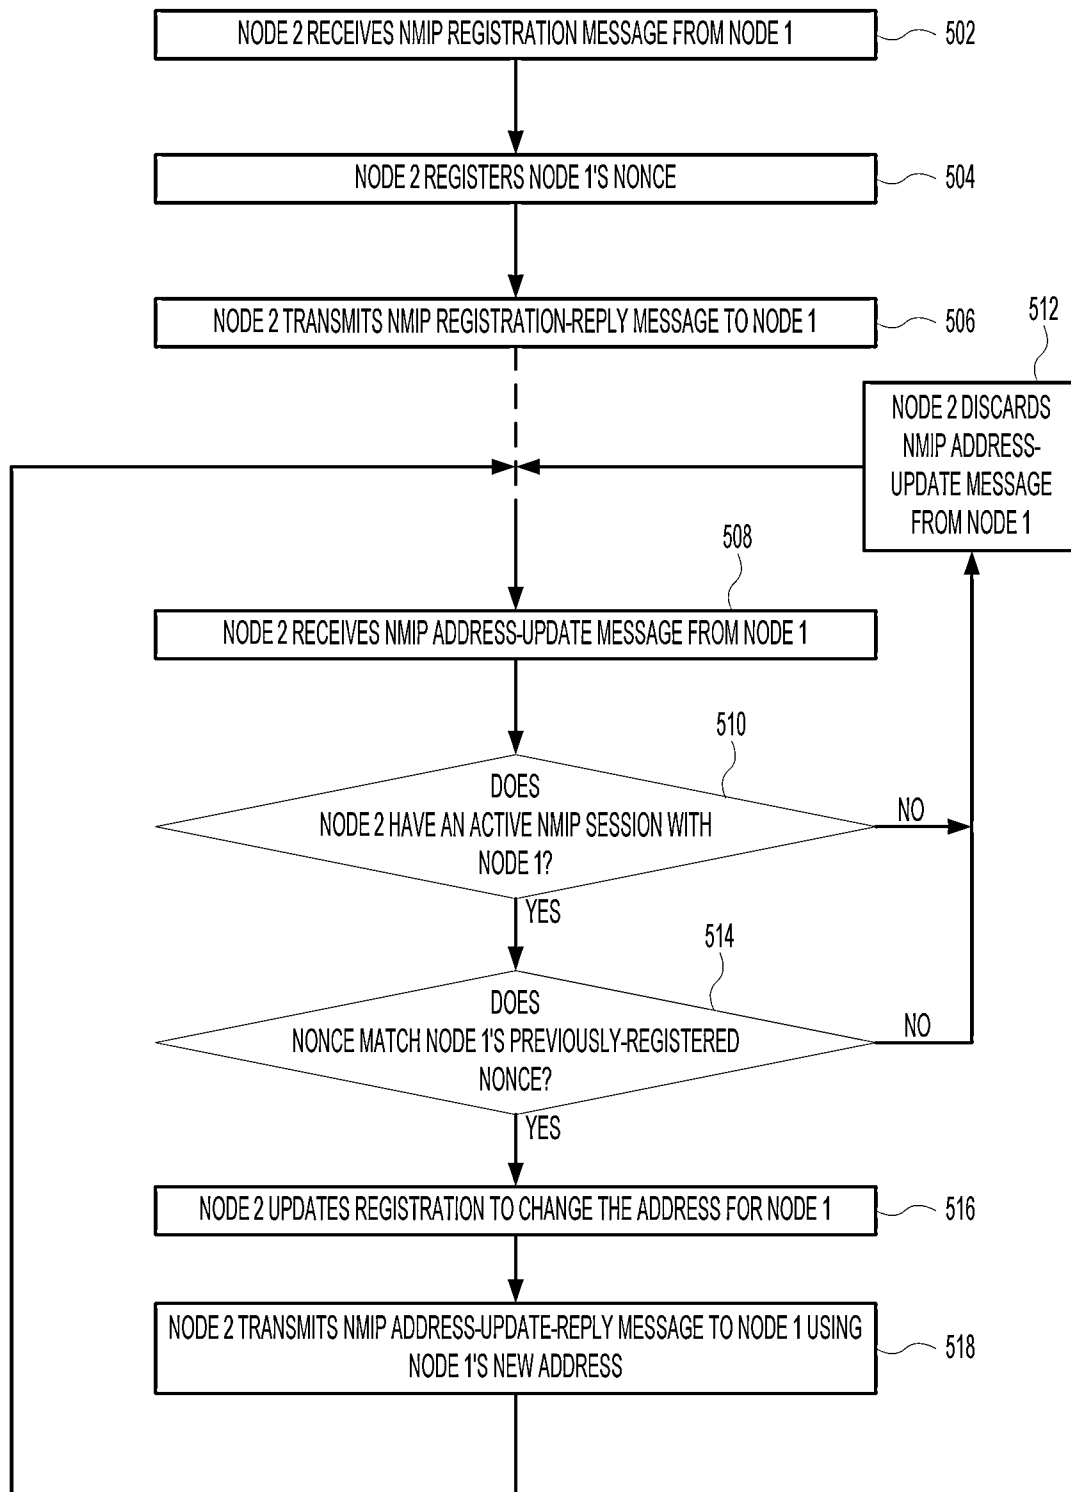 NODE 2 RECEIVES NMIP REGISTRATION MESSAGE FROM NODE 1
502
NODE 2 REGISTERS NODE 1'S NONCE
504
NODE 2 TRANSMITS NMIP REGISTRATION-REPLY MESSAGE TO NODE 1
506
512
NODE 2 DISCARDS
NMIP ADDRESS-
UPDATE MESSAGE
FROM NODE 1
508
NODE 2 RECEIVES NMIP ADDRESS-UPDATE MESSAGE FROM NODE 1
510
DOES
NODE 2 HAVE AN ACTIVE NMIP SESSION WITH
NODE 1?
NO
YES
514
DOES
NONCE MATCH NODE 1'S PREVIOUSLY-REGISTERED
NONCE?
NO
YES
NODE 2 UPDATES REGISTRATION TO CHANGE THE ADDRESS FOR NODE 1
516
NODE 2 TRANSMITS NMIP ADDRESS-UPDATE-REPLY MESSAGE TO NODE 1 USING
NODE 1'S NEW ADDRESS
518